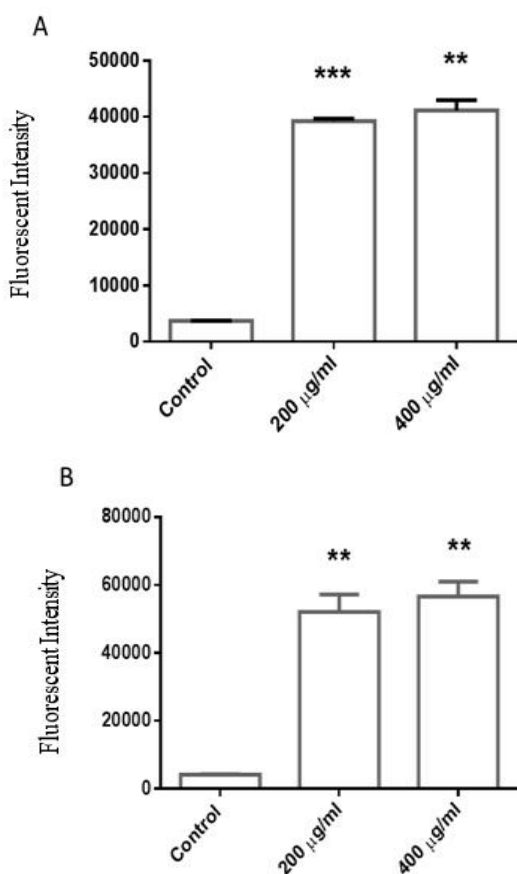 A
Fluorescent Intensity
50000
40000
30000
20000
10000
0
*** **
Control
200 μg/ml
400 μg/ml
B
Fluorescent Intensity
80000
60000
40000
20000
0
** **
Control
200 μg/ml
400 μg/ml